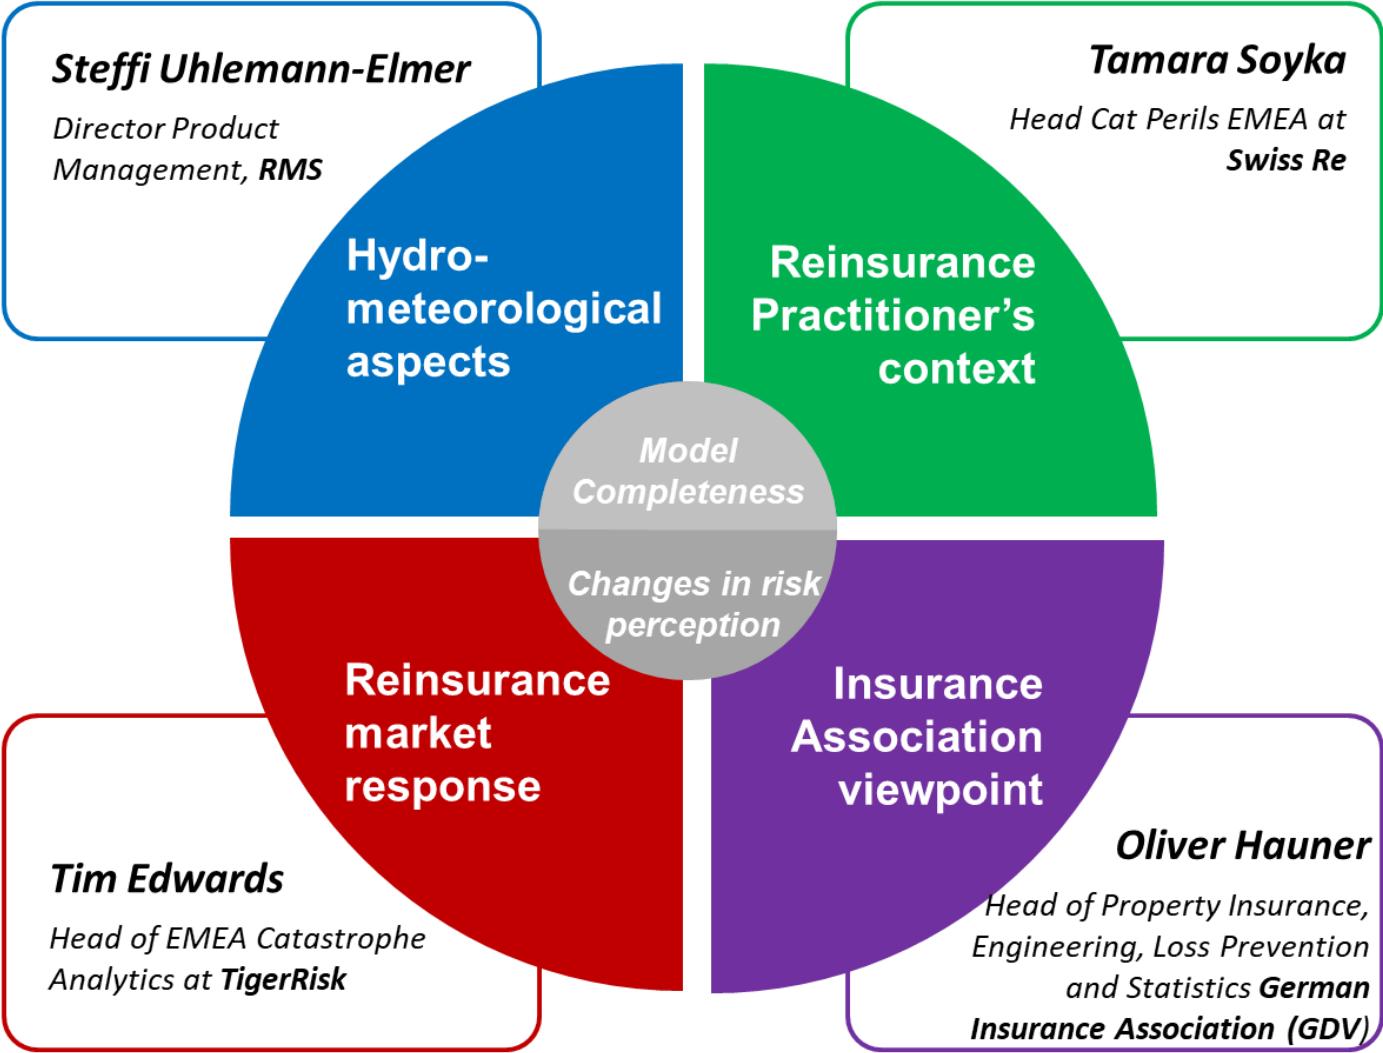 Steffi Uhlemann-Elmer
Director Product
Management, RMS
Tamara Soyka
Head Cat Perils EMEA at
Swiss Re
Hydro-
meteorological
aspects
Reinsurance
Practitioner’s
context
Model
Completeness
Changes in risk
perception
Reinsurance
market
response
Insurance
Association
viewpoint
Tim Edwards
Head of EMEA Catastrophe
Analytics at TigerRisk
Oliver Hauner
Head of Property Insurance,
Engineering, Loss Prevention
and Statistics German
Insurance Association (GDV)